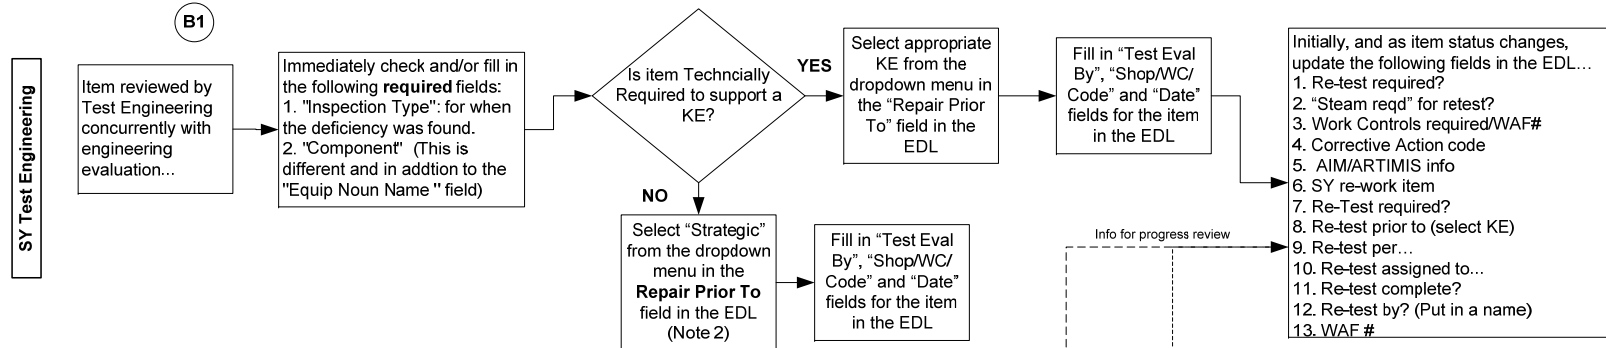 B1
SY Test Engineering
Item reviewed by
Test Engineering
concurrently with
engineering
evaluation...
Immediately check and/or fill in
the following required fields:
1. "Inspection Type": for when
the deficiency was found.
2. "Component"  (This is
different and in addtion to the
"Equip Noun Name " field)
Is item Techncially
Required to support a
KE?
YES
NO
Select appropriate
KE from the
dropdown menu in
the “Repair Prior
To” field in the
EDL
Fill in “Test Eval
By”, “Shop/WC/
Code” and “Date”
fields for the item
in the EDL
Select “Strategic”
from the dropdown
menu in the
Repair Prior To
field in the EDL
(Note 2)
Fill in “Test Eval
By”, “Shop/WC/
Code” and “Date”
fields for the item
in the EDL
Info for progress review
Initially, and as item status changes,
update the following fields in the EDL…
1. Re-test required?
2. “Steam reqd” for retest?
3. Work Controls required/WAF#
4. Corrective Action code
5.  AIM/ARTIMIS info
6. SY re-work item
7. Re-Test required?
8. Re-test prior to (select KE)
9. Re-test per…
10. Re-test assigned to…
11. Re-test complete?
12. Re-test by? (Put in a name)
13. WAF #